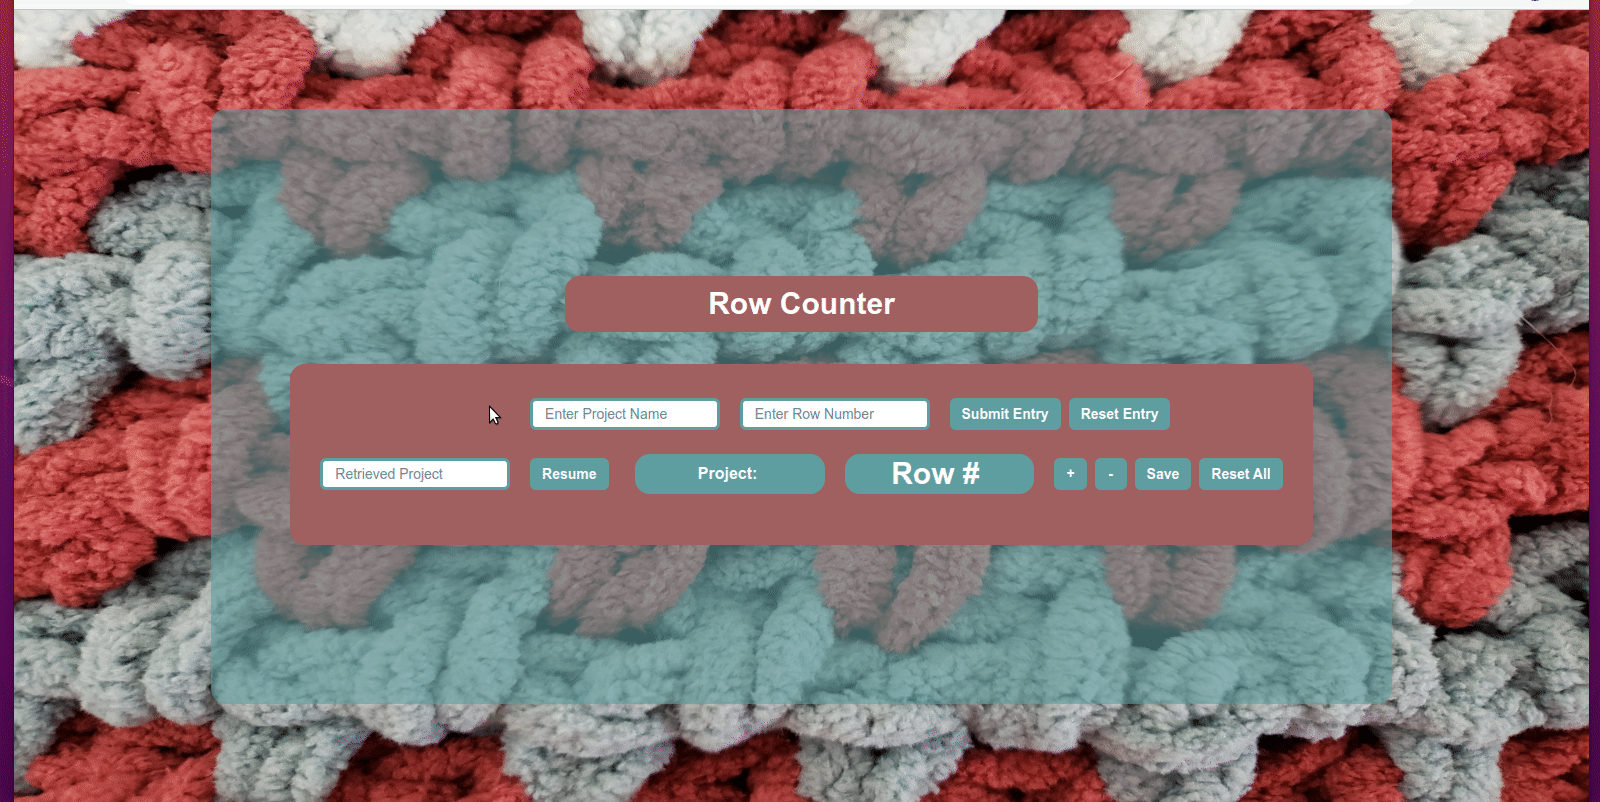 Row Counter
Enter Project Name Enter Row Number Submit Entry Reset Entry
Retrieved Project Resume Project: Row # + - Save Reset All